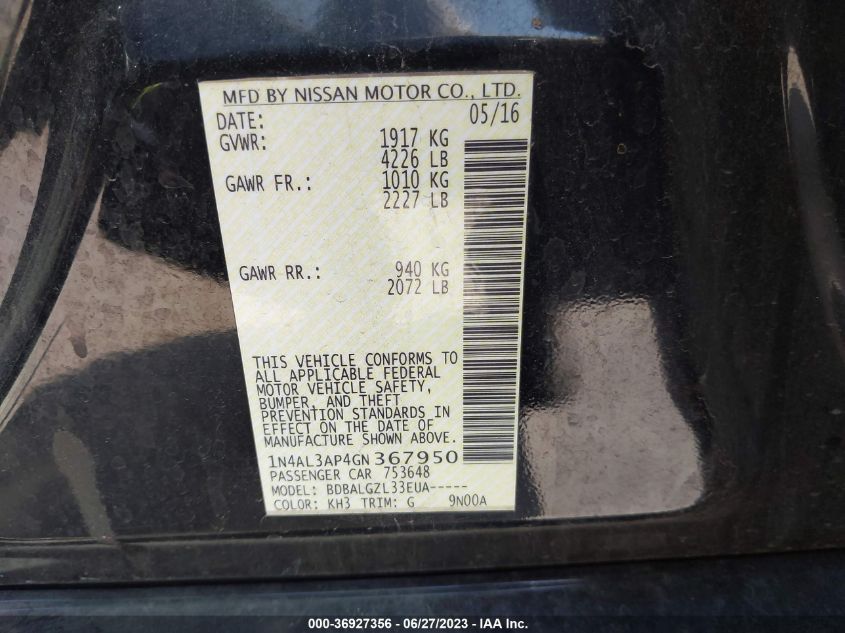 MFD BY NISSAN MOTOR CO., LTD.
DATE: 05/16
GVWR: 1917 KG
4226 LB
GAWR FR.: 1010 KG
2227 LB
GAWR RR.: 940 KG
2072 LB
THIS VEHICLE CONFORMS TO
ALL APPLICABLE FEDERAL
MOTOR VEHICLE SAFETY,
BUMPER, AND THEFT
PREVENTION STANDARDS IN
EFFECT ON THE DATE OF
MANUFACTURE SHOWN ABOVE.
1N4AL3AP4GN367950
PASSENGER CAR 753648
MODEL: BDBALGZL33EUA-----
COLOR: KH3 TRIM: G 9N00A
000-36927356 - 06/27/2023 - IAA Inc.